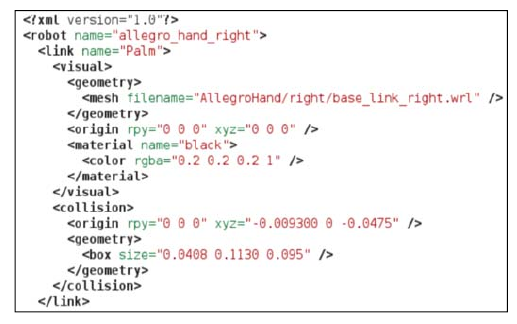 <?xml version="1.0"?>
<robot name="allegro_hand_right">
<link name="Palm">
<visual>
<geometry>
<mesh filename="AllegroHand/right/base_link_right.wrl" />
</geometry>
<origin rpy="0 0 0" xyz="0 0 0" />
<material name="black">
<color rgba="0.2 0.2 0.2 1" />
</material>
</visual>
<collision>
<origin rpy="0 0 0" xyz="-0.009300 0 -0.0475" />
<geometry>
<box size="0.0408 0.1130 0.095" />
</geometry>
</collision>
</link>